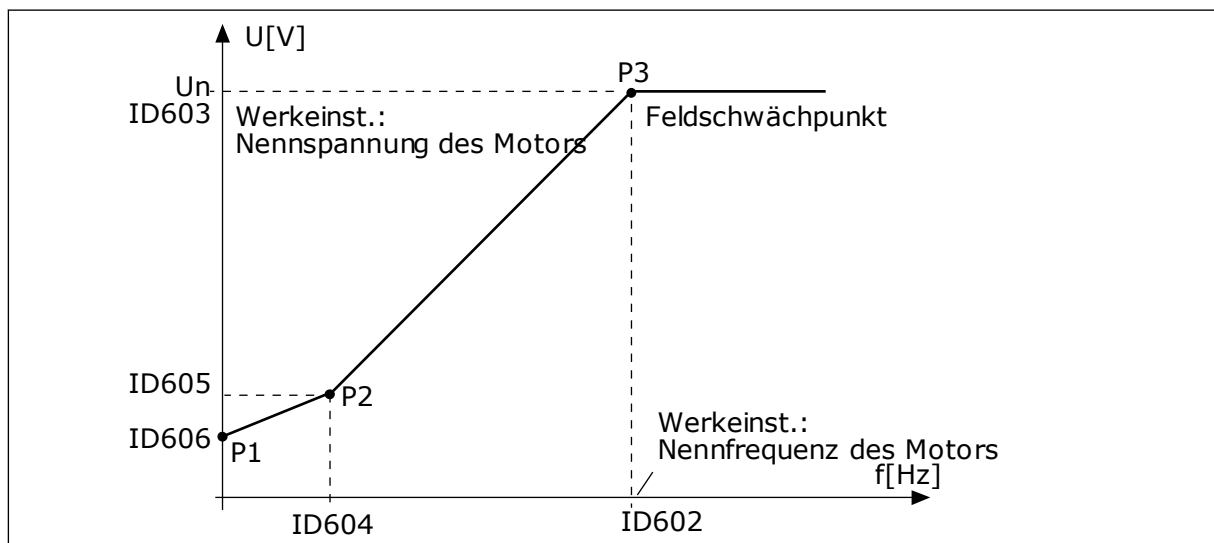 U[V]
P3
Un
ID603
Werkeinst.:
Nennspannung des Motors
Feldschwächpunkt
ID605
P2
ID606
P1
Werkeinst.:
Nennfrequenz des Motors
f[Hz]
ID604
ID602